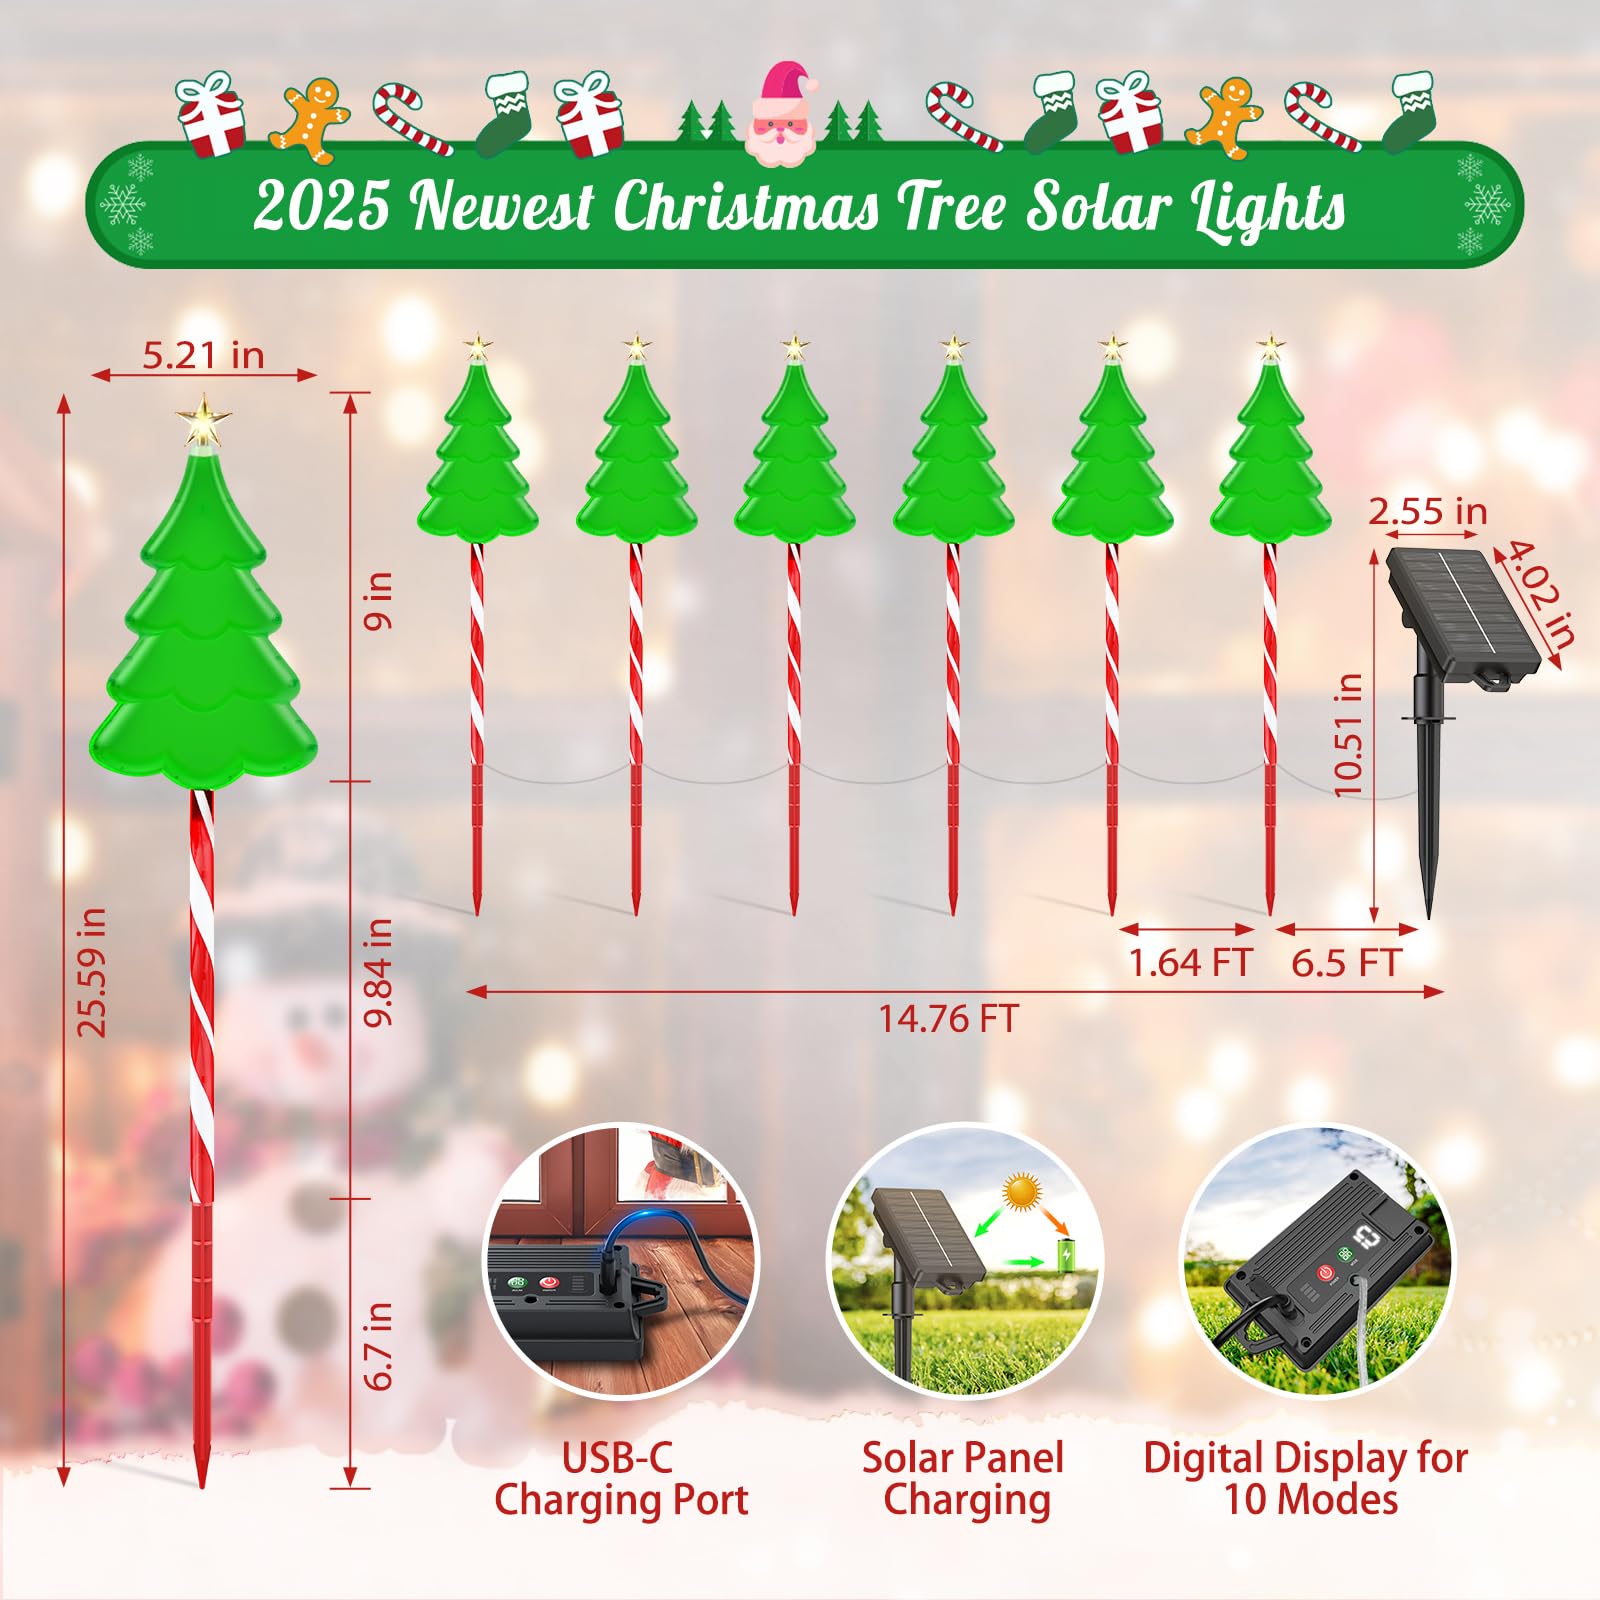 2025 Newest Christmas Tree Solar Lights
5.21 in
25.59 in
9 in
9.84 in
6.7 in
2.55 in
4.02 in
10.51 in
1.64 FT
6.5 FT
14.76 FT
USB-C
Charging Port
Solar Panel
Charging
Digital Display for
10 Modes